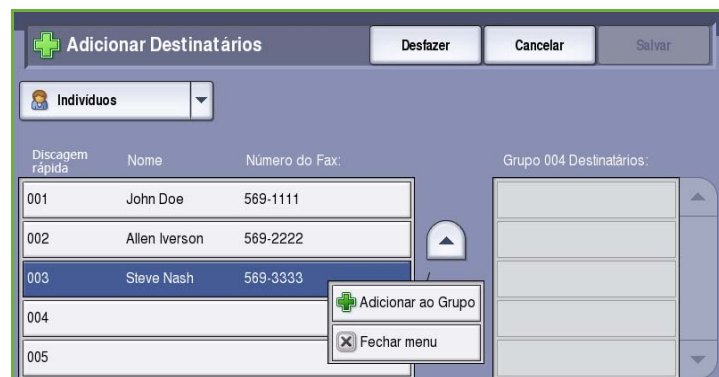 Adicionar Destinatários Desfazer Cancelar Salvar
Indivíduos
Discagem rápida Nome Número do Fax: Grupo 004 Destinatários:
001 John Doe 569-1111
002 Allen Iverson 569-2222
003 Steve Nash 569-3333 /
Adicionar ao Grupo
004
Fechar menu
005